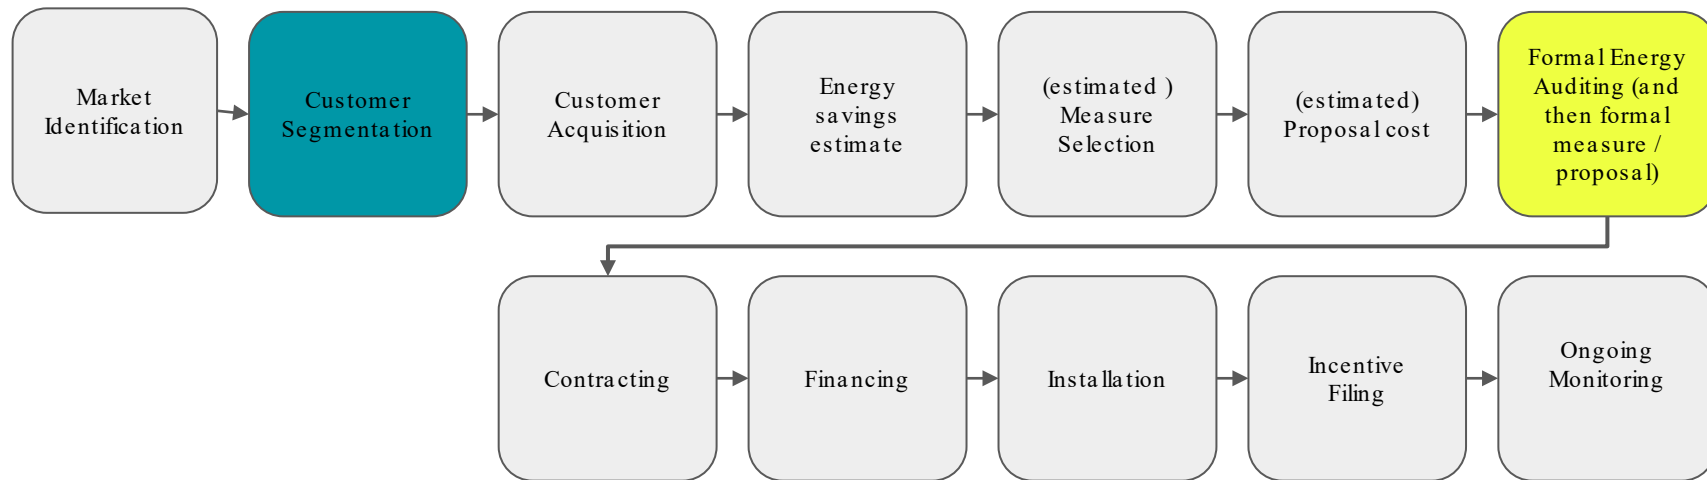 Market
Identification
Customer
Segmentation
Customer
Acquisition
Energy
savings
estimate
(estimated )
Measure
Selection
(estimated)
Proposal cost
Formal Energy
Auditing (and
then formal
measure /
proposal)
Contracting
Financing
Installation
Incentive
Filing
Ongoing
Monitoring